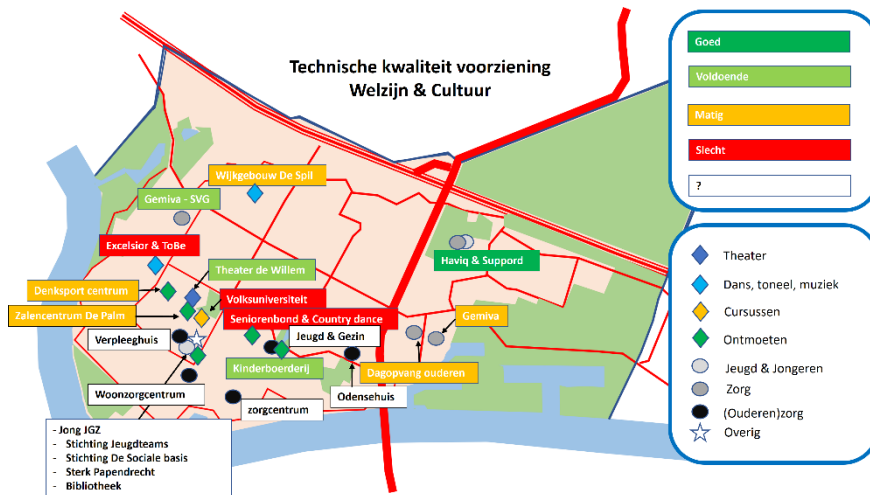 Technische kwaliteit voorziening
Welzijn & Cultuur
Goed
Voldoende
Matig
Slecht
?
Wijkgebouw De Spil
Gemiva - SVG
Excelsior & ToBe
Haviq & Suppord
Theater de Willem
Denksport centrum
Volksuniversiteit
Zalencentrum De Palm
Seniorenbond & Country dance
Gemiva
Verpleeghuis
Jeugd & Gezin
Kinderboerderij
Dagopvang ouderen
Woonzorgcentrum
Odensehuis
zorgcentrum
-Jong JGZ
- Stichting Jeugdteams
- Stichting De Sociale basis
- Sterk Papendrecht
- Bibliotheek
Theater
Dans, toneel, muziek
Cursussen
Ontmoeten
Jeugd & Jongeren
Zorg
(Ouderen)zorg
Overig